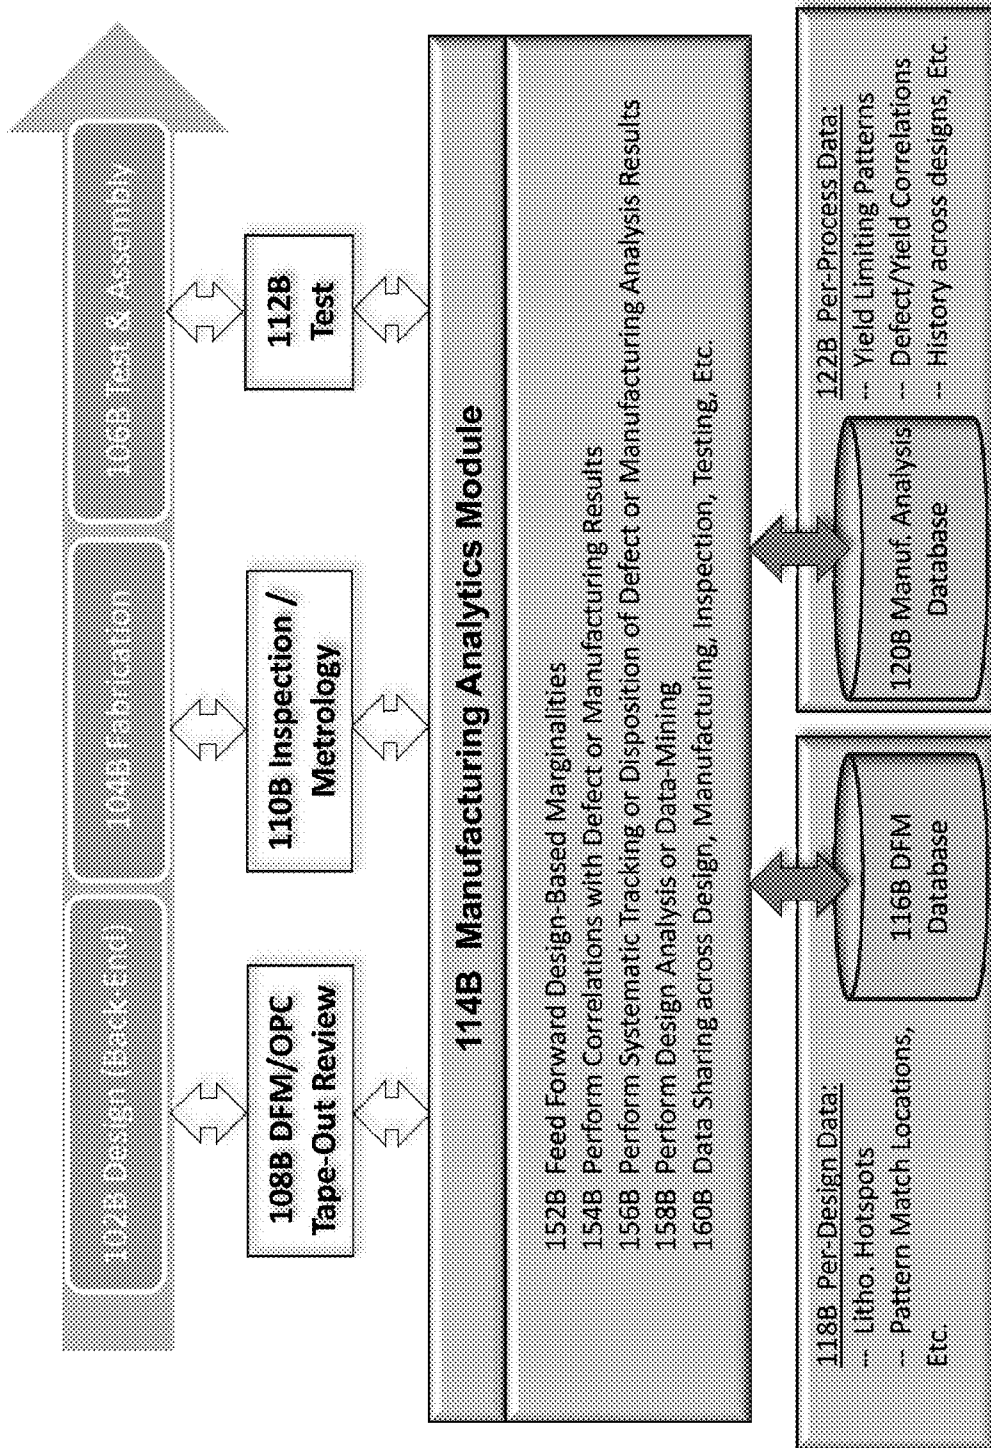 102B Design (Back End)
104B Fabrication
106B Test & Assembly
108B DFM/OPC
Tape-Out Review
110B Inspection /
Metrology
112B
Test
114B Manufacturing Analytics Module
152B Feed Forward Design-Based Marginalities
154B Perform Correlations with Defect or Manufacturing Results
156B Perform Systematic Tracking or Disposition of Defect or Manufacturing Analysis Results
158B Perform Design Analysis or Data-Mining
160B Data Sharing across Design, Manufacturing, Inspection, Testing, Etc.
118B Per-Design Data:
-- Litho. Hotspots
-- Pattern Match Locations,
Etc.
116B DFM
Database
120B Manuf. Analysis
Database
122B Per-Process Data:
-- Yield Limiting Patterns
-- Defect/Yield Correlations
-- History across designs, Etc.